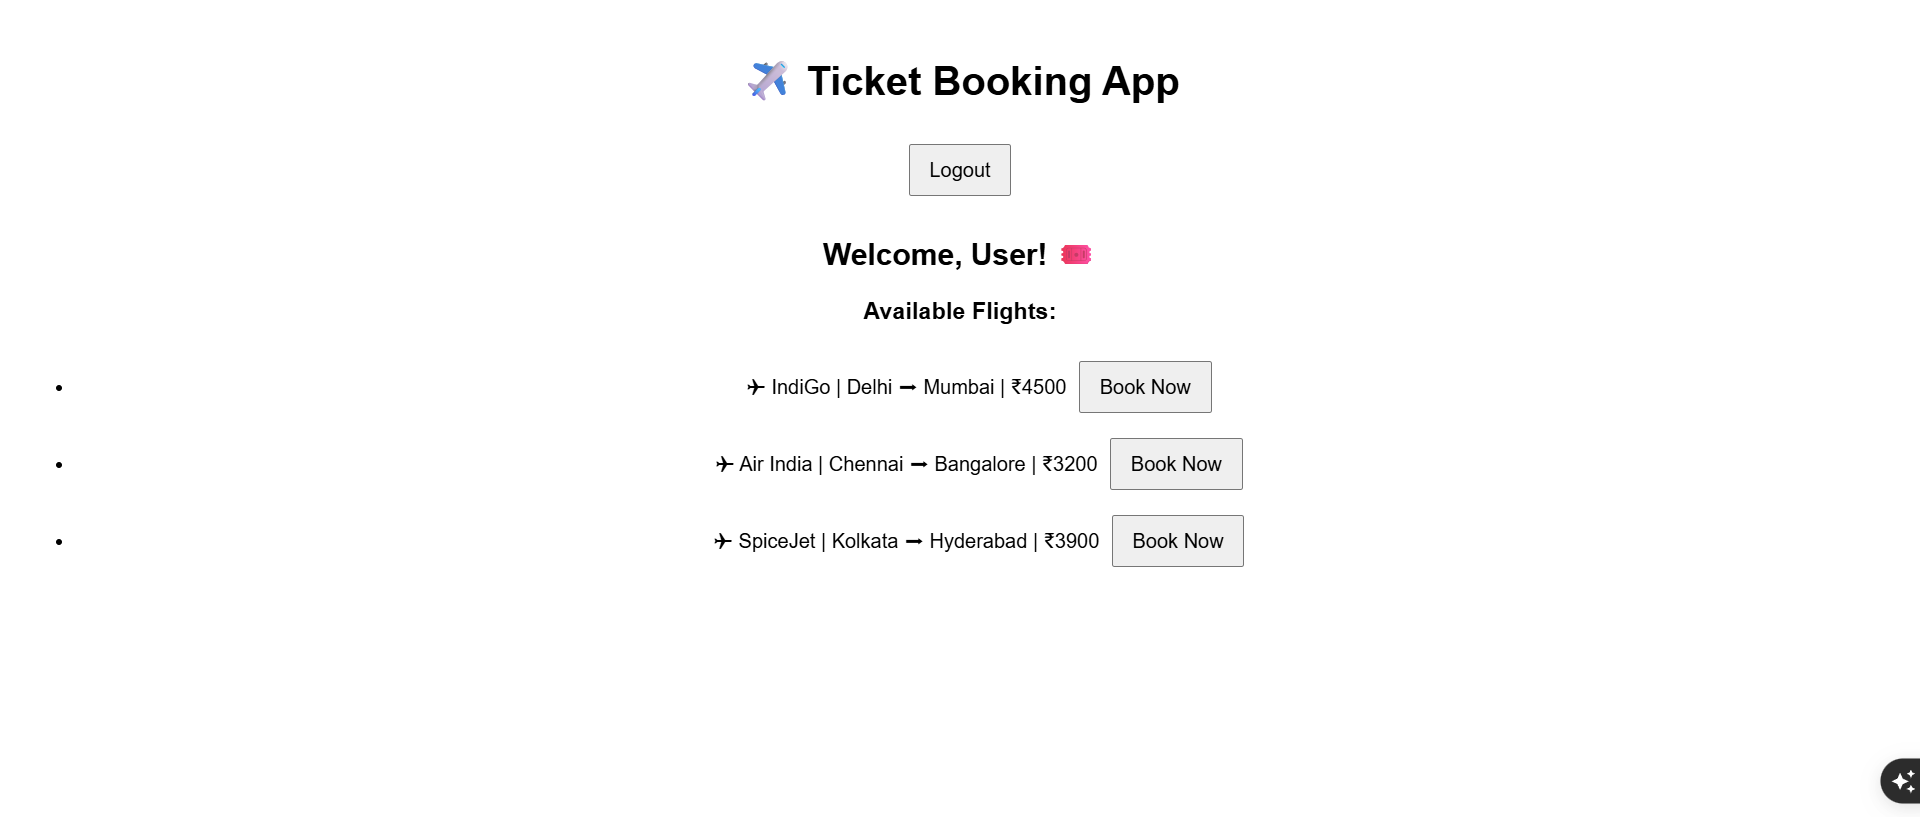 ✈️ Ticket Booking App
Logout
Welcome, User! 🎟️
Available Flights:
• ✈ IndiGo | Delhi ➞ Mumbai | ₹4500 Book Now
• ✈ Air India | Chennai ➞ Bangalore | ₹3200 Book Now
• ✈ SpiceJet | Kolkata ➞ Hyderabad | ₹3900 Book Now